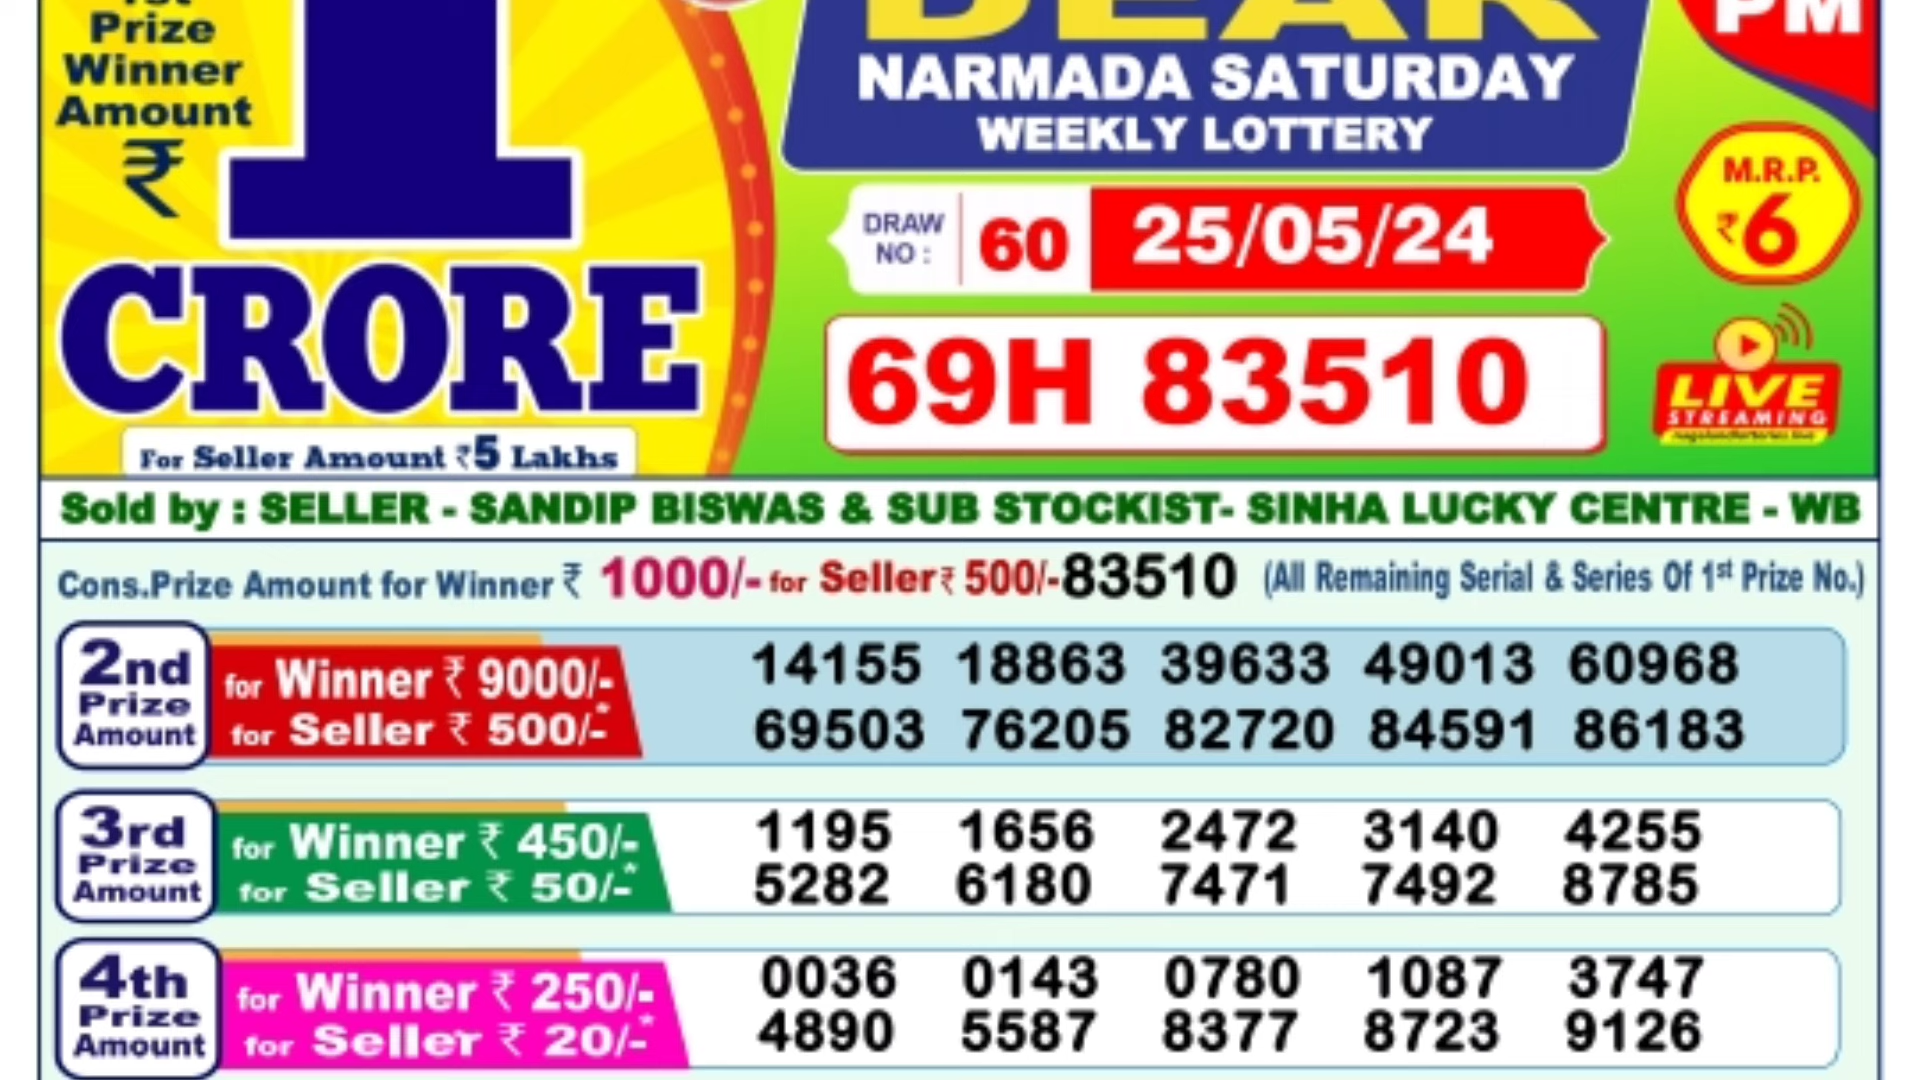 1st
Prize
Winner
Amount
₹
1
CRORE
For Seller Amount ₹5 Lakhs
DEAR
NARMADA SATURDAY
WEEKLY LOTTERY
PM
DRAW NO : 60 25/05/24
M.R.P.
₹6
69H 83510
LIVE
STREAMING
Sold by : SELLER - SANDIP BISWAS & SUB STOCKIST- SINHA LUCKY CENTRE - WB
Cons.Prize Amount for Winner ₹ 1000/- for Seller ₹ 500/- 83510 (All Remaining Serial & Series Of 1st Prize No.)
2nd
Prize
Amount
for Winner ₹ 9000/-
for Seller ₹ 500/-*
14155 18863 39633 49013 60968
69503 76205 82720 84591 86183
3rd
Prize
Amount
for Winner ₹ 450/-
for Seller ₹ 50/-*
1195 1656 2472 3140 4255
5282 6180 7471 7492 8785
4th
Prize
Amount
for Winner ₹ 250/-
for Seller ₹ 20/-*
0036 0143 0780 1087 3747
4890 5587 8377 8723 9126